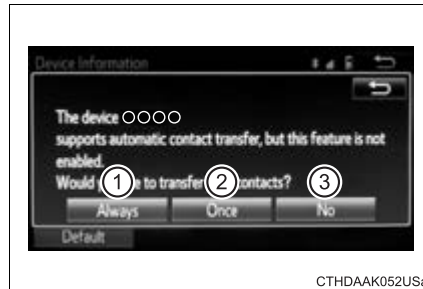 Device Information
The device ○○○○
supports automatic contact transfer, but this feature is not
enabled.
Would to transfer contacts?
1 2 3
Always Once No
Default
CTHDAAK052USa